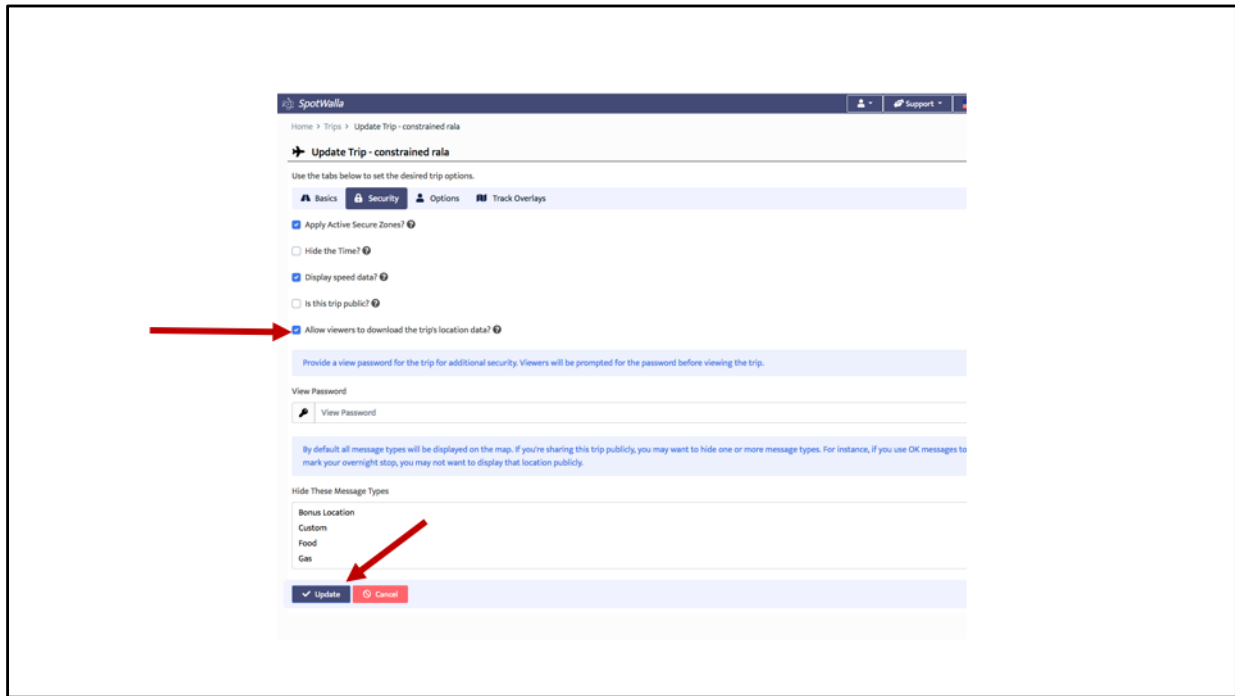 SpotWalla
Support
Home > Trips > Update Trip - constrained rala
Update Trip - constrained rala
Use the tabs below to set the desired trip options.
Basics Security Options Track Overlays
Apply Active Secure Zones?
Hide the Time?
Display speed data?
Is this trip public?
Allow viewers to download the trip's location data?
Provide a view password for the trip for additional security. Viewers will be prompted for the password before viewing the trip.
View Password
View Password
By default all message types will be displayed on the map. If you're sharing this trip publicly, you may want to hide one or more message types. For instance, if you use OK messages to
mark your overnight stop, you may not want to display that location publicly.
Hide These Message Types
Bonus Location
Custom
Food
Gas
Update Cancel